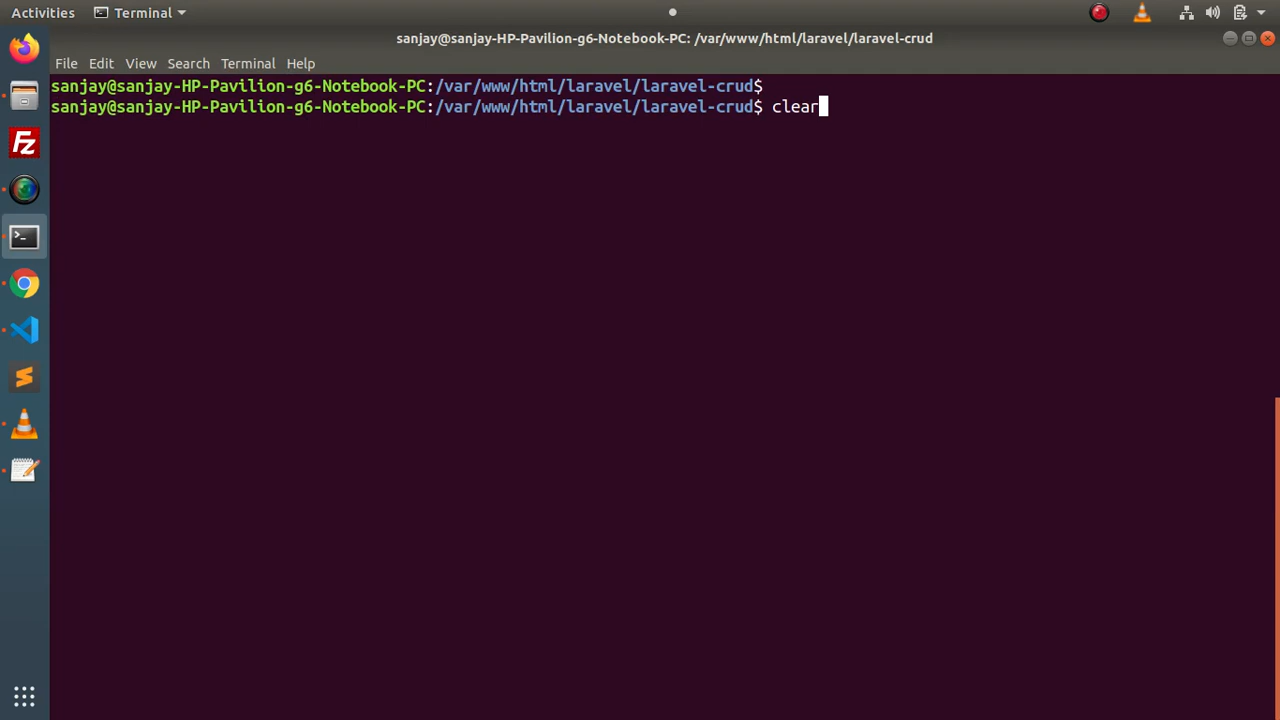 Activities Terminal
sanjay@sanjay-HP-Pavilion-g6-Notebook-PC: /var/www/html/laravel/laravel-crud
File Edit View Search Terminal Help
sanjay@sanjay-HP-Pavilion-g6-Notebook-PC:/var/www/html/laravel/laravel-crud$
sanjay@sanjay-HP-Pavilion-g6-Notebook-PC:/var/www/html/laravel/laravel-crud$ clear
Fz